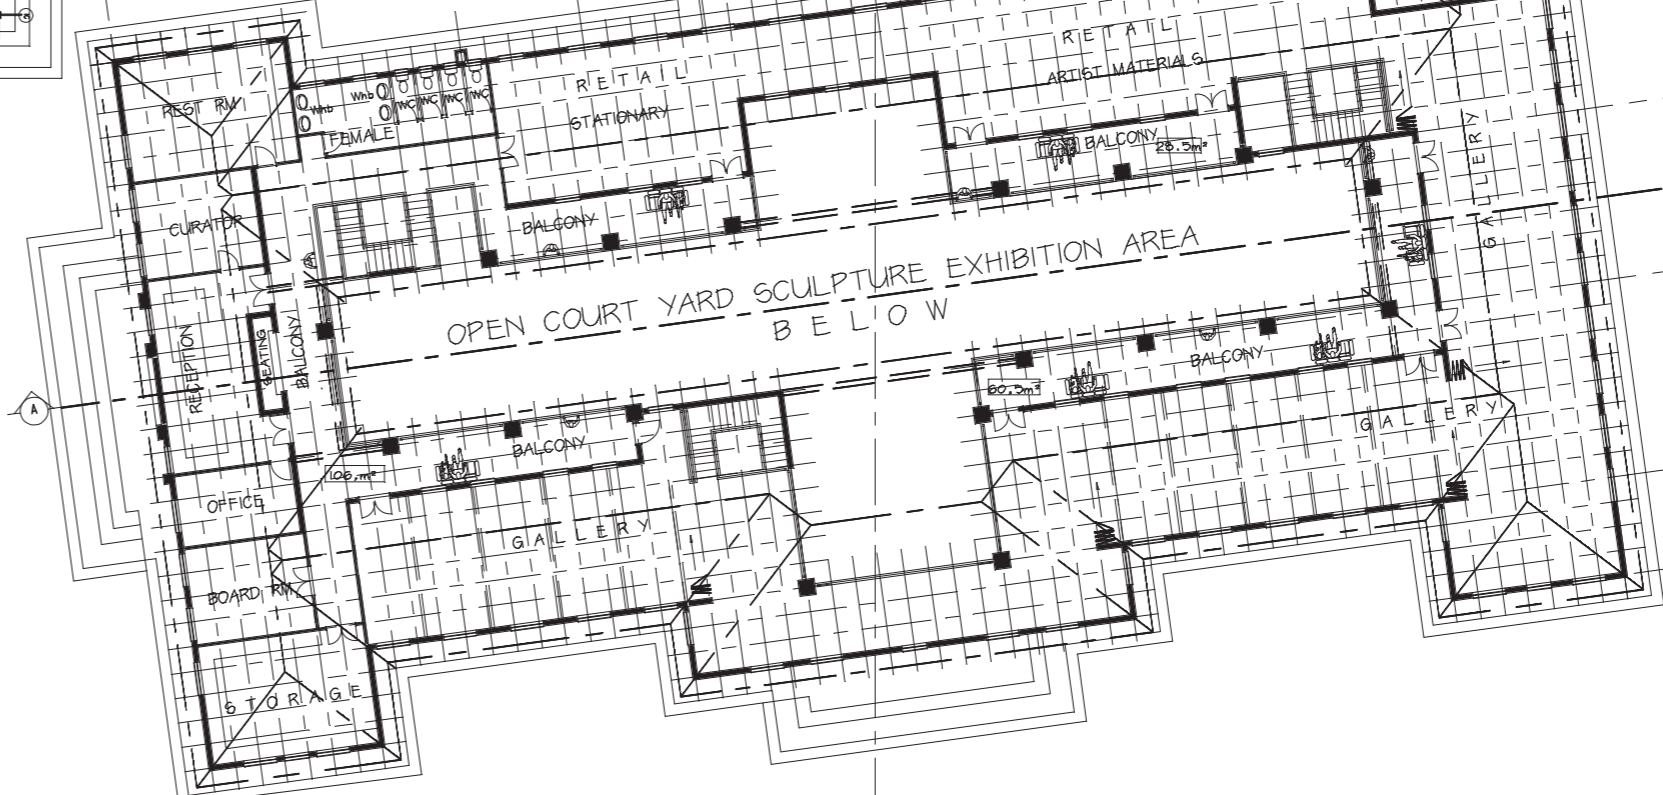 RETAIL
ARTIST MATERIALS
RETAIL
STATIONARY
REST RM
Whb
Whb
WC WC WC WC
FEMALE
BALCONY
28.5m²
GALLERY
CURATOR
BALCONY
OPEN COURT YARD SCULPTURE EXHIBITION AREA
BELOW
RECEPTION
SEATING
BALCONY
A
BALCONY
60.5m²
GALLERY
BALCONY
106,m²
OFFICE
GALLERY
BOARD RM
STORAGE